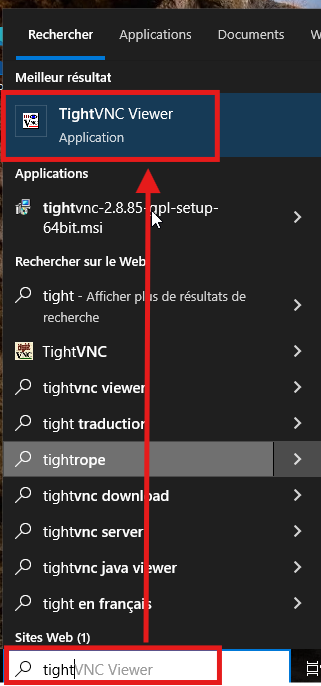 Rechercher Applications Documents W
Meilleur résultat
TightVNC Viewer
Application
Applications
tightvnc-2.8.85-gpl-setup-
64bit.msi
Rechercher sur le Web
tight - Afficher plus de résultats de
recherche
TightVNC
tightvnc viewer
tight traduction
tightrope
tightvnc download
tightvnc server
tightvnc java viewer
tight en français
Sites Web (1)
tightVNC Viewer